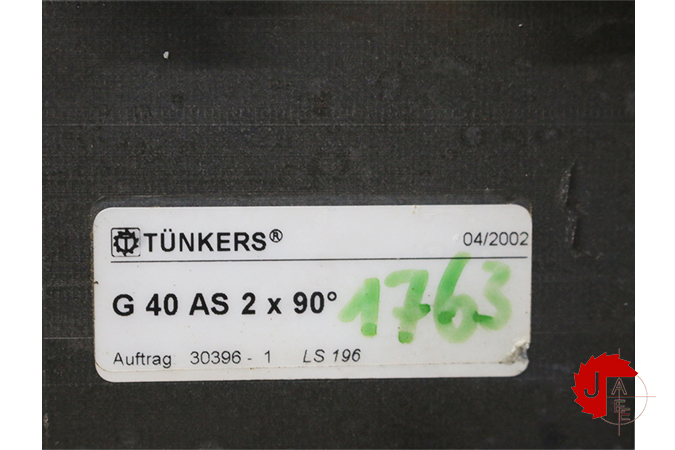 TÜNKERS®
04/2002
G 40 AS 2 x 90°
1763
Auftrag 30396 - 1 LS 196
J